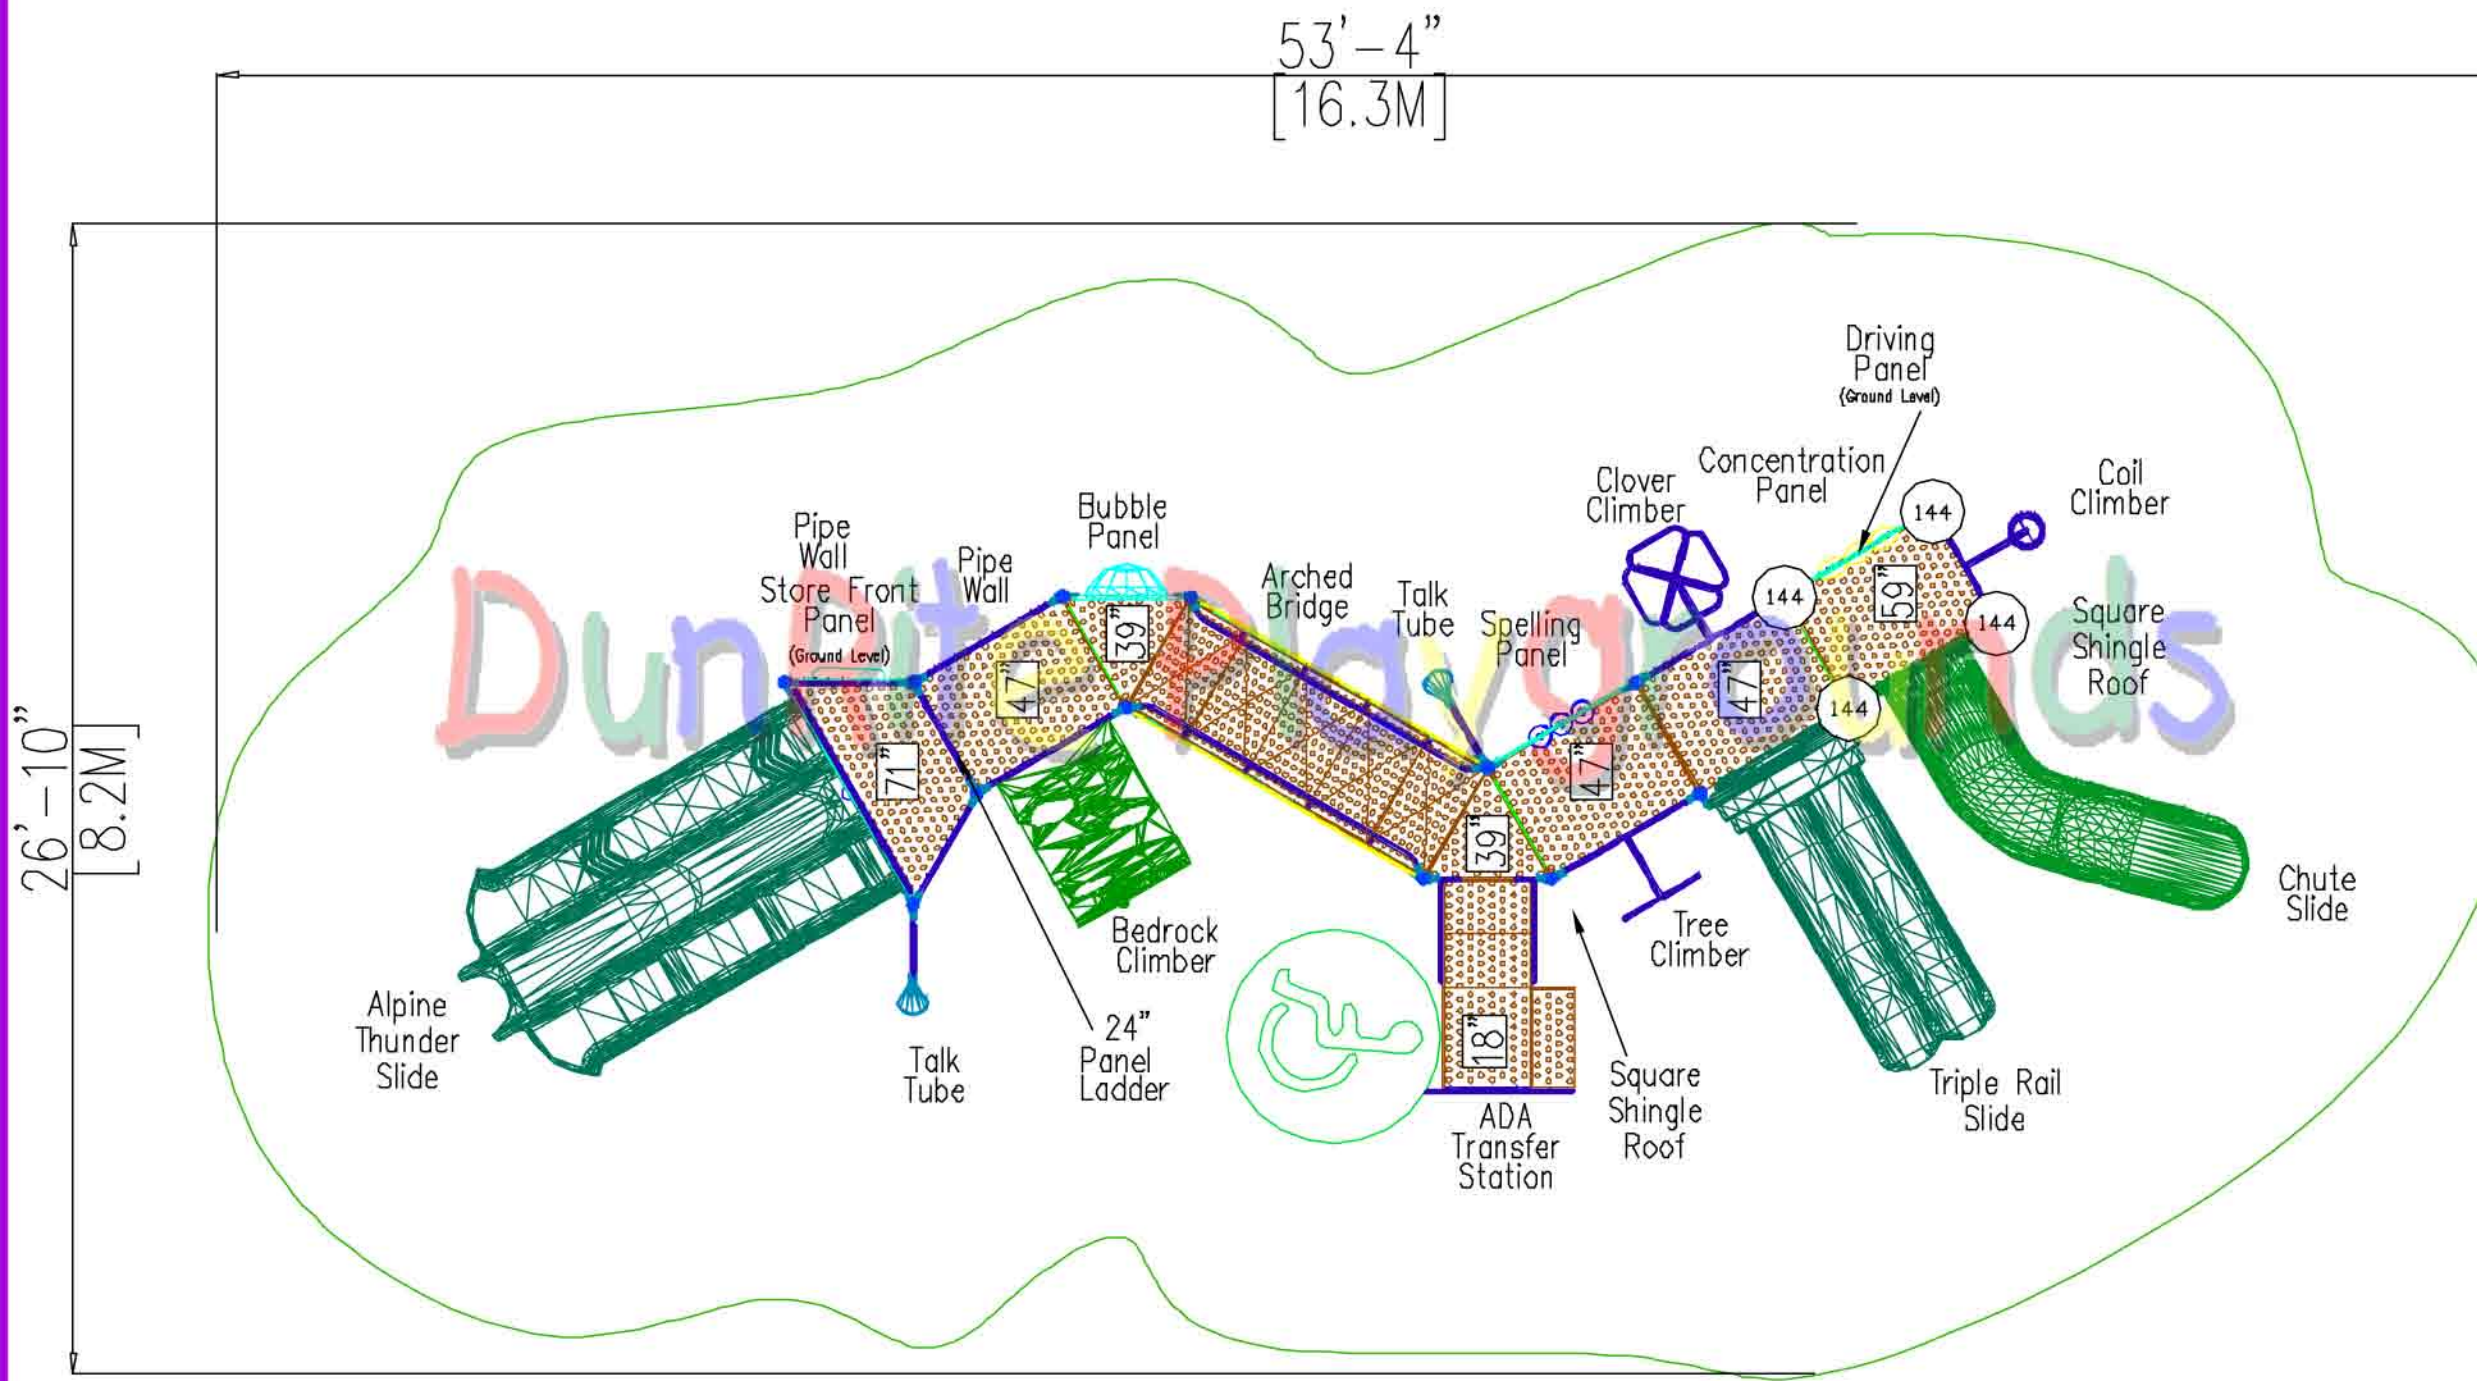 53'-4"
[16.3M]
26'-10"
[8.2M]
Driving
Panel
(Ground Level)
Concentration
Panel
Clover
Climber
Coil
Climber
144
144
144
144
59"
Square
Shingle
Roof
Bubble
Panel
Pipe
Wall
Store Front
Panel
(Ground Level)
Pipe
Wall
Arched
Bridge
Talk
Tube
Spelling
Panel
DunRite Playgrounds
71"
47"
39"
39"
47"
47"
18"
Chute
Slide
Tree
Climber
Bedrock
Climber
Alpine
Thunder
Slide
Talk
Tube
24"
Panel
Ladder
ADA
Transfer
Station
Square
Shingle
Roof
Triple Rail
Slide